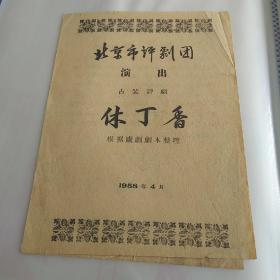 北京市评剧团
演出
古装评剧
休丁香
根据庐剧剧本整理
1958年4月